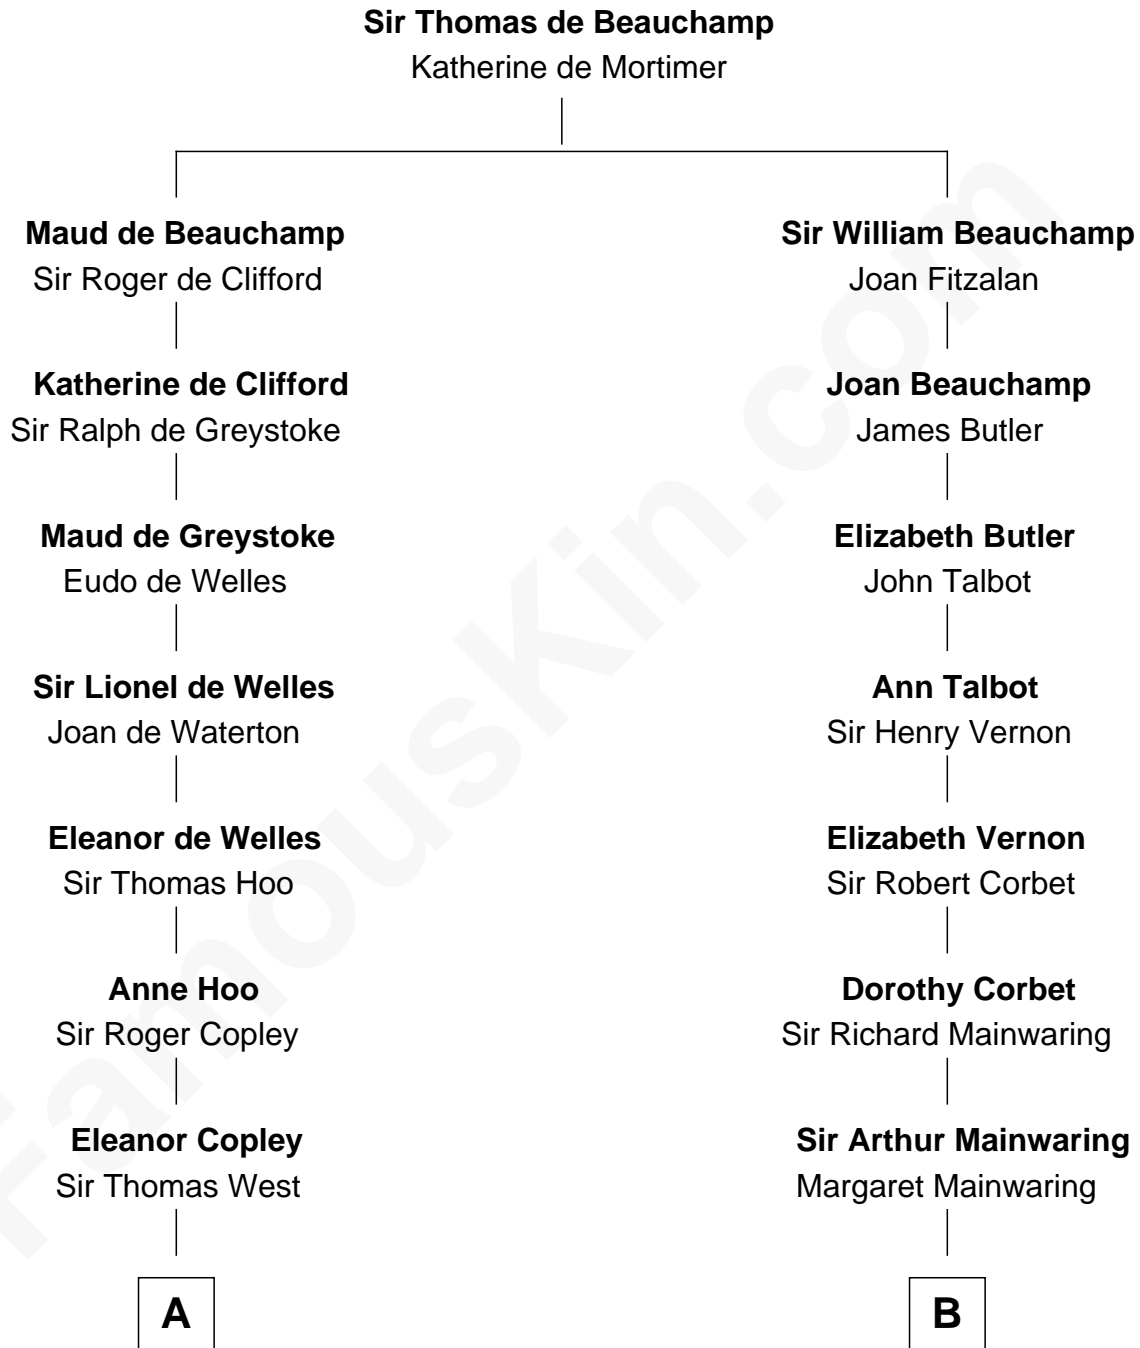 Sir Thomas de Beauchamp
Katherine de Mortimer
Maud de Beauchamp
Sir Roger de Clifford
Sir William Beauchamp
Joan Fitzalan
Katherine de Clifford
Sir Ralph de Greystoke
Joan Beauchamp
James Butler
Maud de Greystoke
Eudo de Welles
Elizabeth Butler
John Talbot
Sir Lionel de Welles
Joan de Waterton
Ann Talbot
Sir Henry Vernon
Eleanor de Welles
Sir Thomas Hoo
Elizabeth Vernon
Sir Robert Corbet
Anne Hoo
Sir Roger Copley
Dorothy Corbet
Sir Richard Mainwaring
Eleanor Copley
Sir Thomas West
Sir Arthur Mainwaring
Margaret Mainwaring
A
B
FamousKin.com